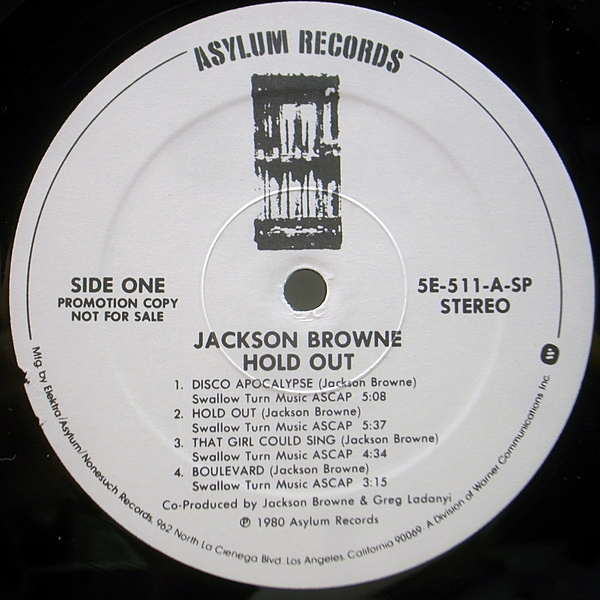 ASYLUM RECORDS
SIDE ONE
PROMOTION COPY
NOT FOR SALE
5E-511-A-SP
STEREO
JACKSON BROWNE
HOLD OUT
1. DISCO APOCALYPSE (Jackson Browne)
Swallow Turn Music ASCAP 5:08
2. HOLD OUT (Jackson Browne)
Swallow Turn Music ASCAP 5:37
3. THAT GIRL COULD SING (Jackson Browne)
Swallow Turn Music ASCAP 4:34
4. BOULEVARD (Jackson Browne)
Swallow Turn Music ASCAP 3:15
Co-Produced by Jackson Browne & Greg Ladanyi
℗ 1980 Asylum Records
Mfg. by Elektra/Asylum/Nonesuch Records, 962 North La Cienega Blvd. Los Angeles, California 90069. A Division of Warner Communications Inc.